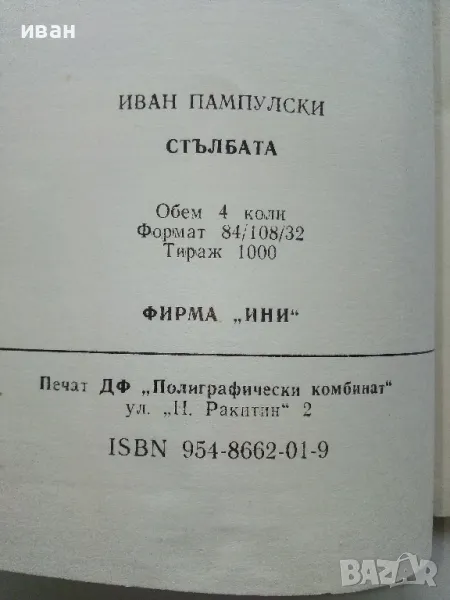 иван
ИВАН ПАМПУЛСКИ
СТЪЛБАТА
Обем 4 коли
Формат 84/108/32
Тираж 1000
ФИРМА „ИНИ“
Печат ДФ „Полиграфически комбинат“
ул. „Н. Ракитин“ 2
ISBN 954-8662-01-9
BAZAR